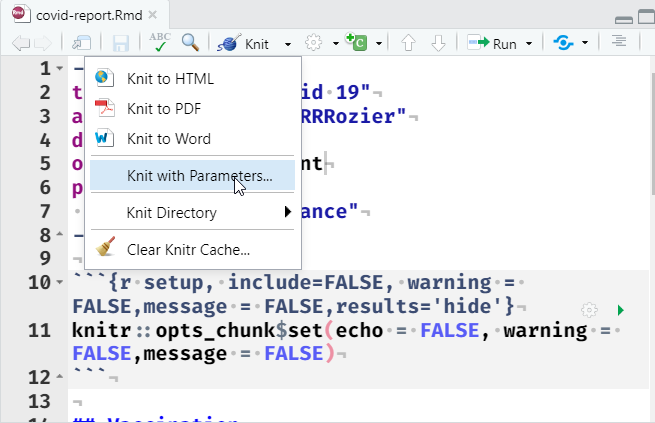 covid-report.Rmd
ABC
Knit
Run
1 -
Knit to HTML
2 t id 19"
Knit to PDF
3 a RRRozier"
4 d
Knit to Word
5 o nt
Knit with Parameters...
6 p
7 ance"
Knit Directory
8 -
9
Clear Knitr Cache...
10 ```{r setup, include=FALSE, warning =
FALSE,message = FALSE,results='hide'}
11 knitr::opts_chunk$set(echo = FALSE, warning =
FALSE,message = FALSE)
12 ```
13
14 ## Vaccination